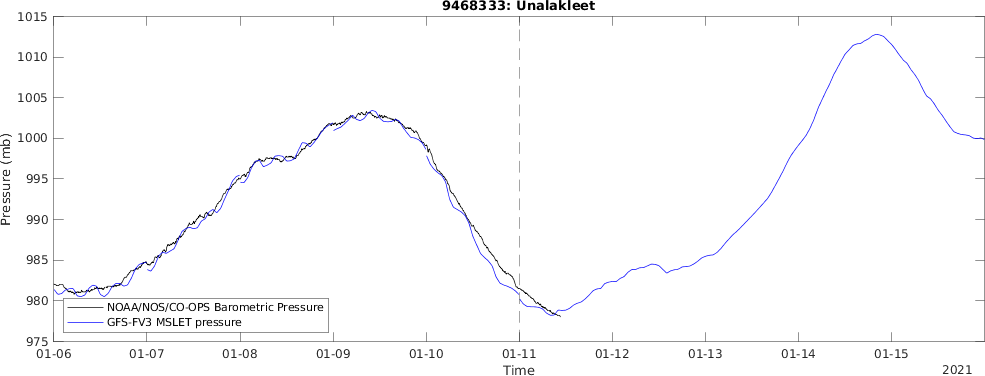 9468333: Unalakleet
Pressure (mb)
1015
1010
1005
1000
995
990
985
980
975
NOAA/NOS/CO-OPS Barometric Pressure
GFS-FV3 MSLET pressure
01-06 01-07 01-08 01-09 01-10 01-11 01-12 01-13 01-14 01-15
Time
2021